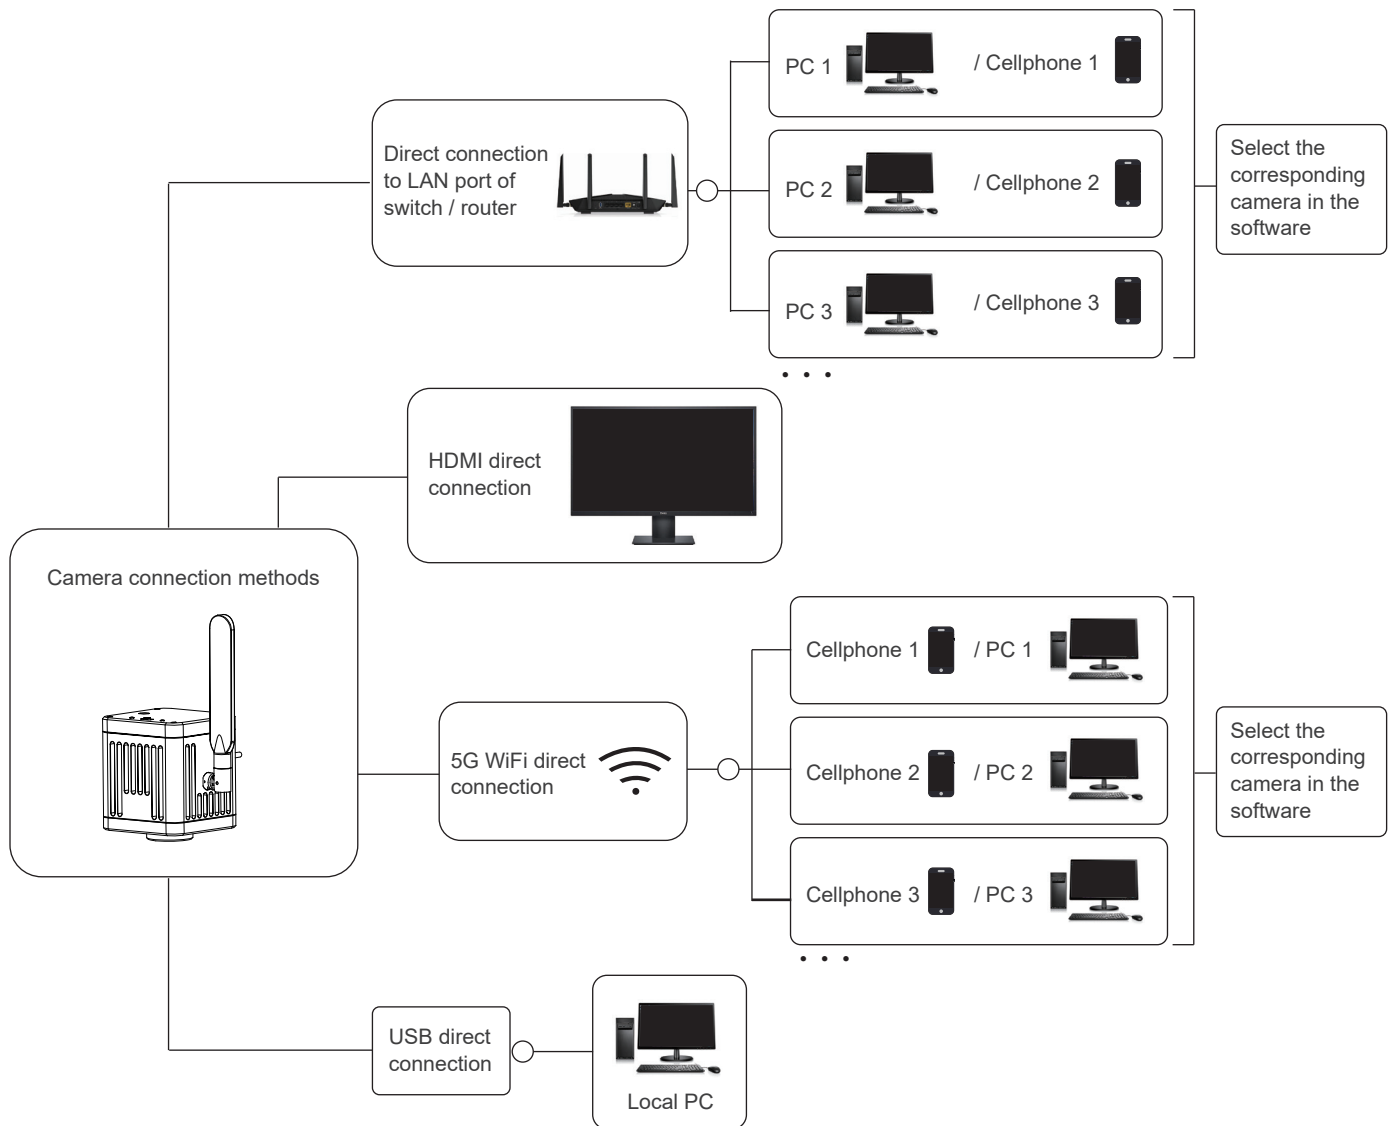 PC 1
/ Cellphone 1
Direct connection
to LAN port of
switch / router
PC 2
/ Cellphone 2
PC 3
/ Cellphone 3
. . .
Select the
corresponding
camera in the
software
HDMI direct
connection
Camera connection methods
5G WiFi direct
connection
Cellphone 1
/ PC 1
Cellphone 2
/ PC 2
Cellphone 3
/ PC 3
. . .
Select the
corresponding
camera in the
software
USB direct
connection
Local PC